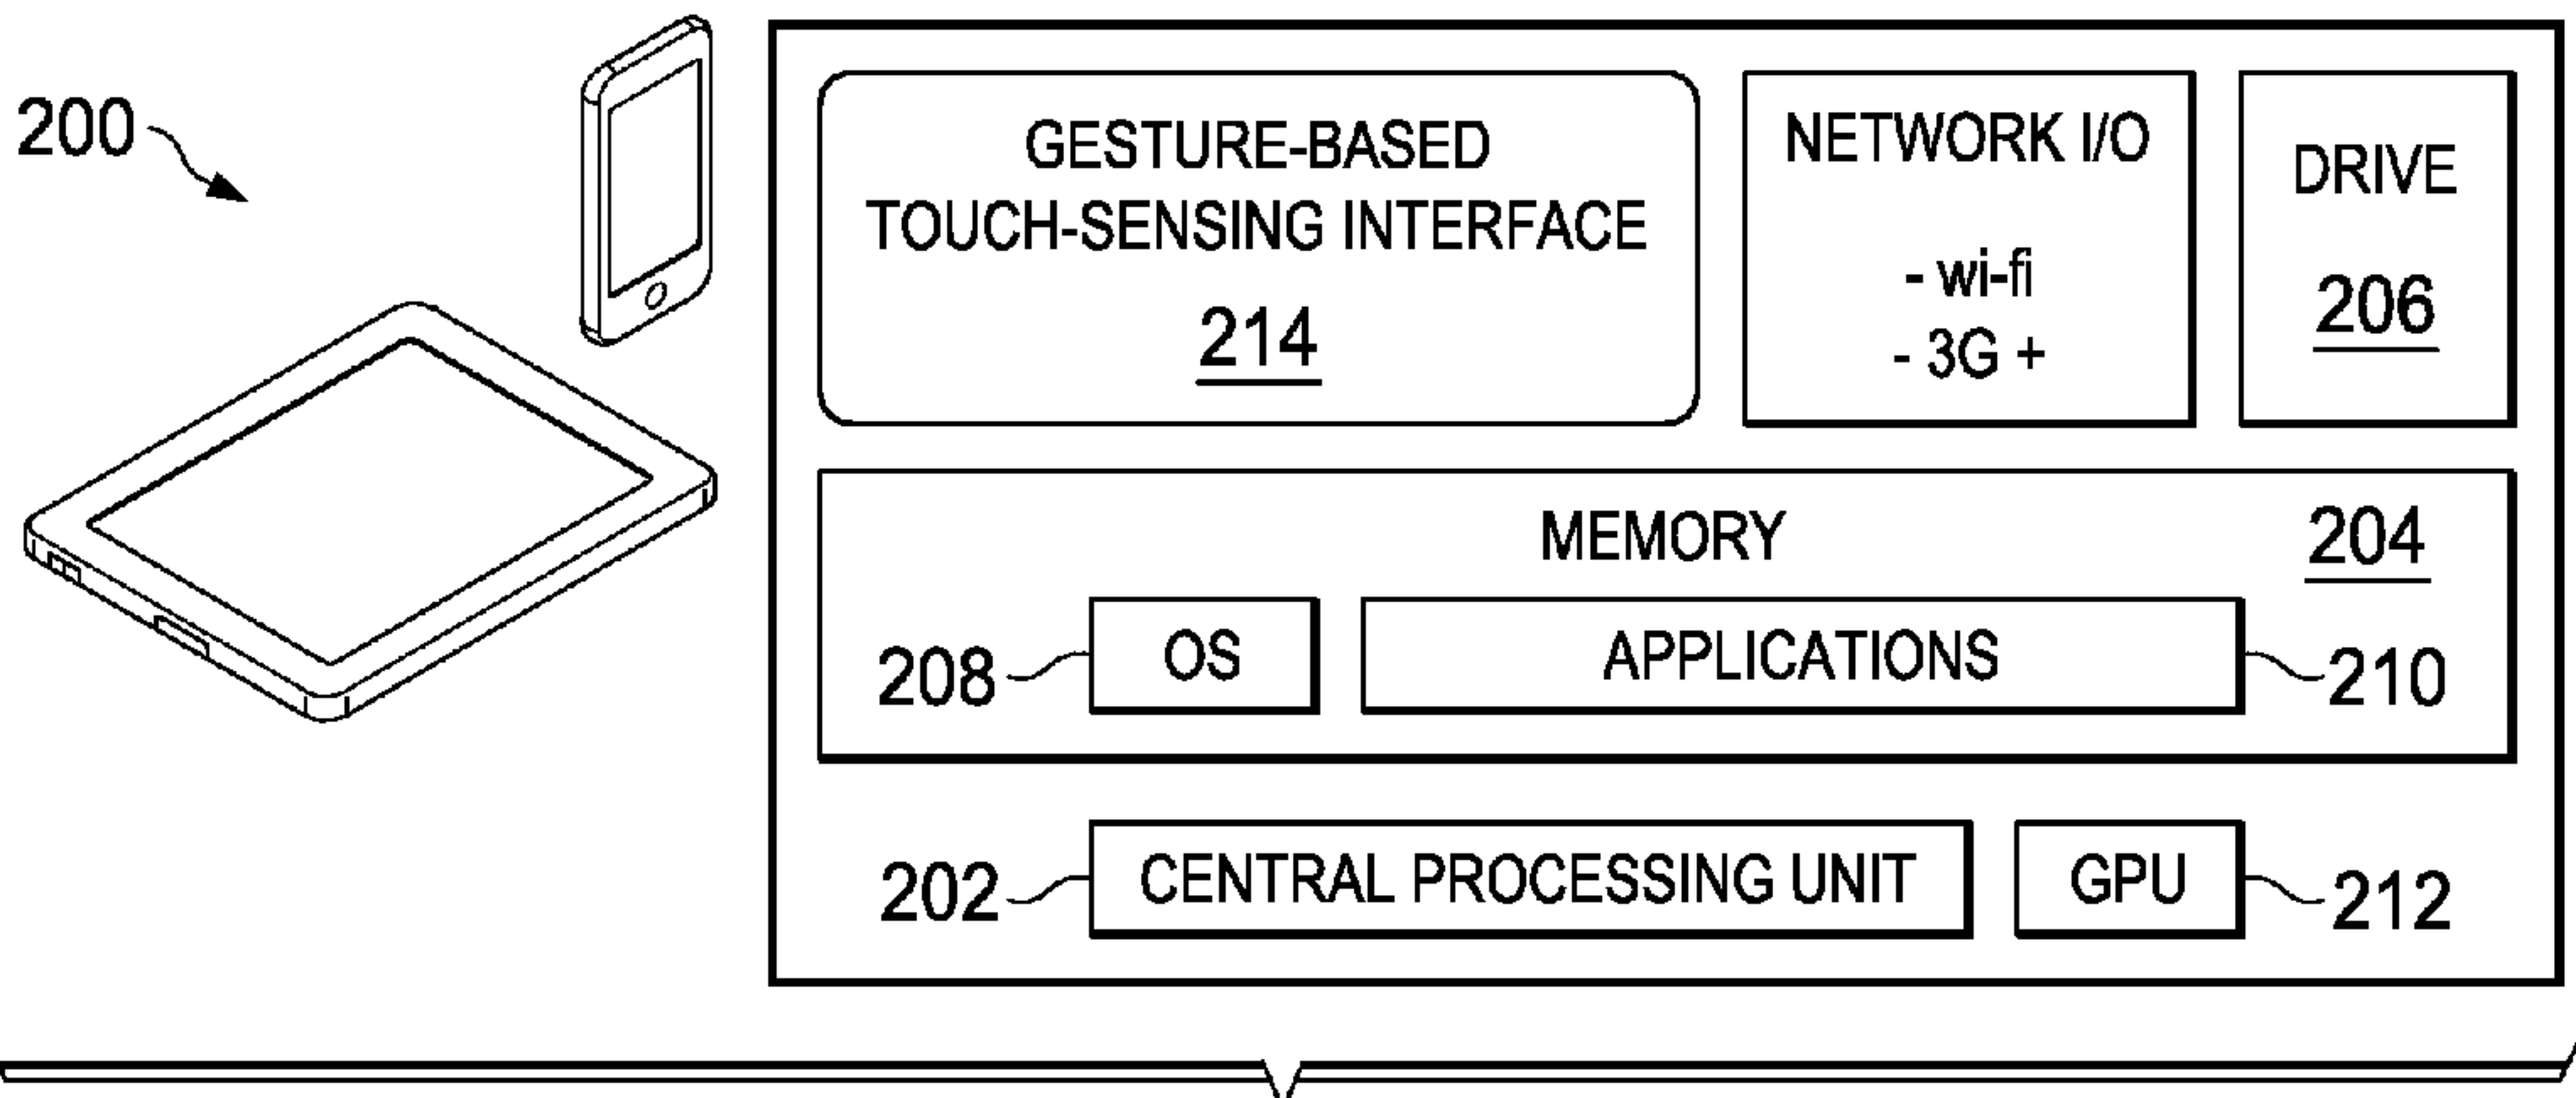 200
GESTURE-BASED
TOUCH-SENSING INTERFACE
214
NETWORK I/O
- wi-fi
- 3G +
DRIVE
206
MEMORY
204
208
OS
APPLICATIONS
210
202
CENTRAL PROCESSING UNIT
GPU
212